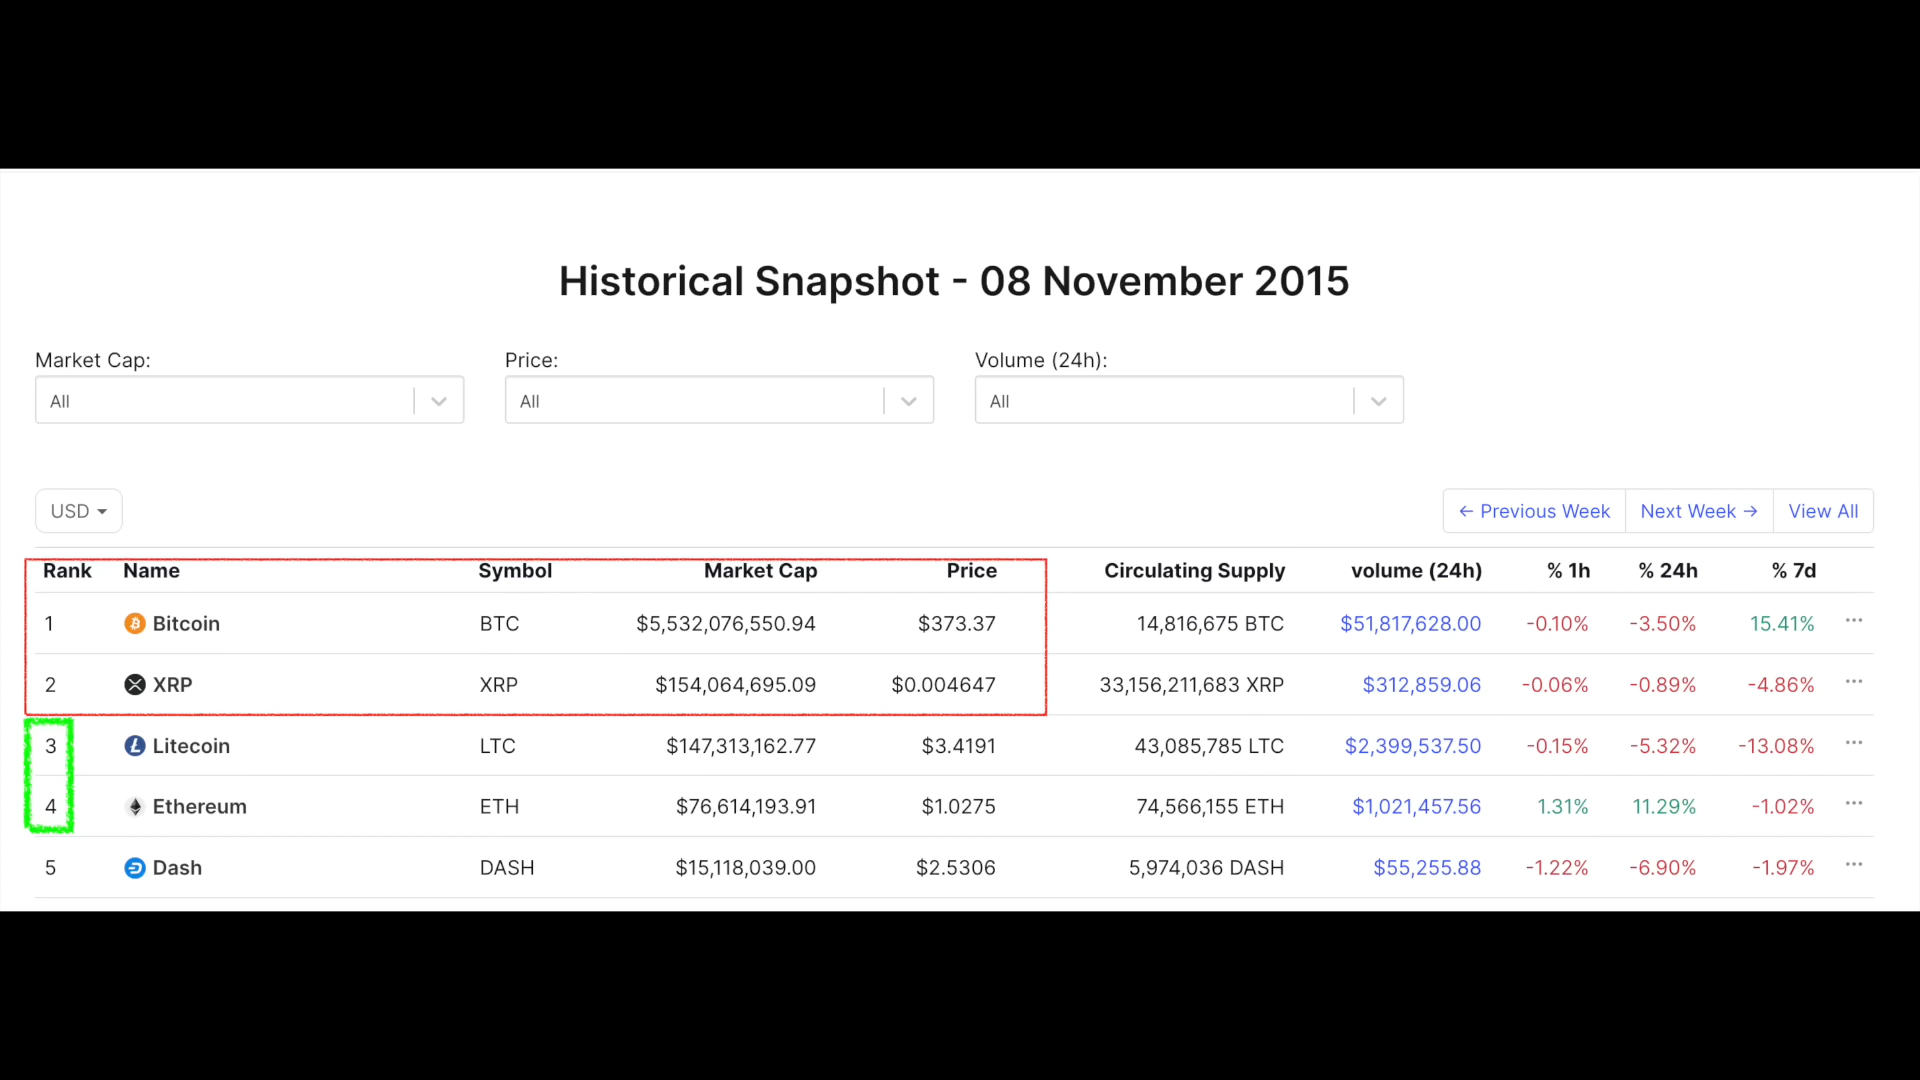 Historical Snapshot - 08 November 2015
Market Cap: Price: Volume (24h):
All All All
USD ← Previous Week Next Week → View All
Rank Name Symbol Market Cap Price Circulating Supply volume (24h) % 1h % 24h % 7d
1 Bitcoin BTC $5,532,076,550.94 $373.37 14,816,675 BTC $51,817,628.00 -0.10% -3.50% 15.41% ...
2 XRP XRP $154,064,695.09 $0.004647 33,156,211,683 XRP $312,859.06 -0.06% -0.89% -4.86% ...
3 Litecoin LTC $147,313,162.77 $3.4191 43,085,785 LTC $2,399,537.50 -0.15% -5.32% -13.08% ...
4 Ethereum ETH $76,614,193.91 $1.0275 74,566,155 ETH $1,021,457.56 1.31% 11.29% -1.02% ...
5 Dash DASH $15,118,039.00 $2.5306 5,974,036 DASH $55,255.88 -1.22% -6.90% -1.97% ...